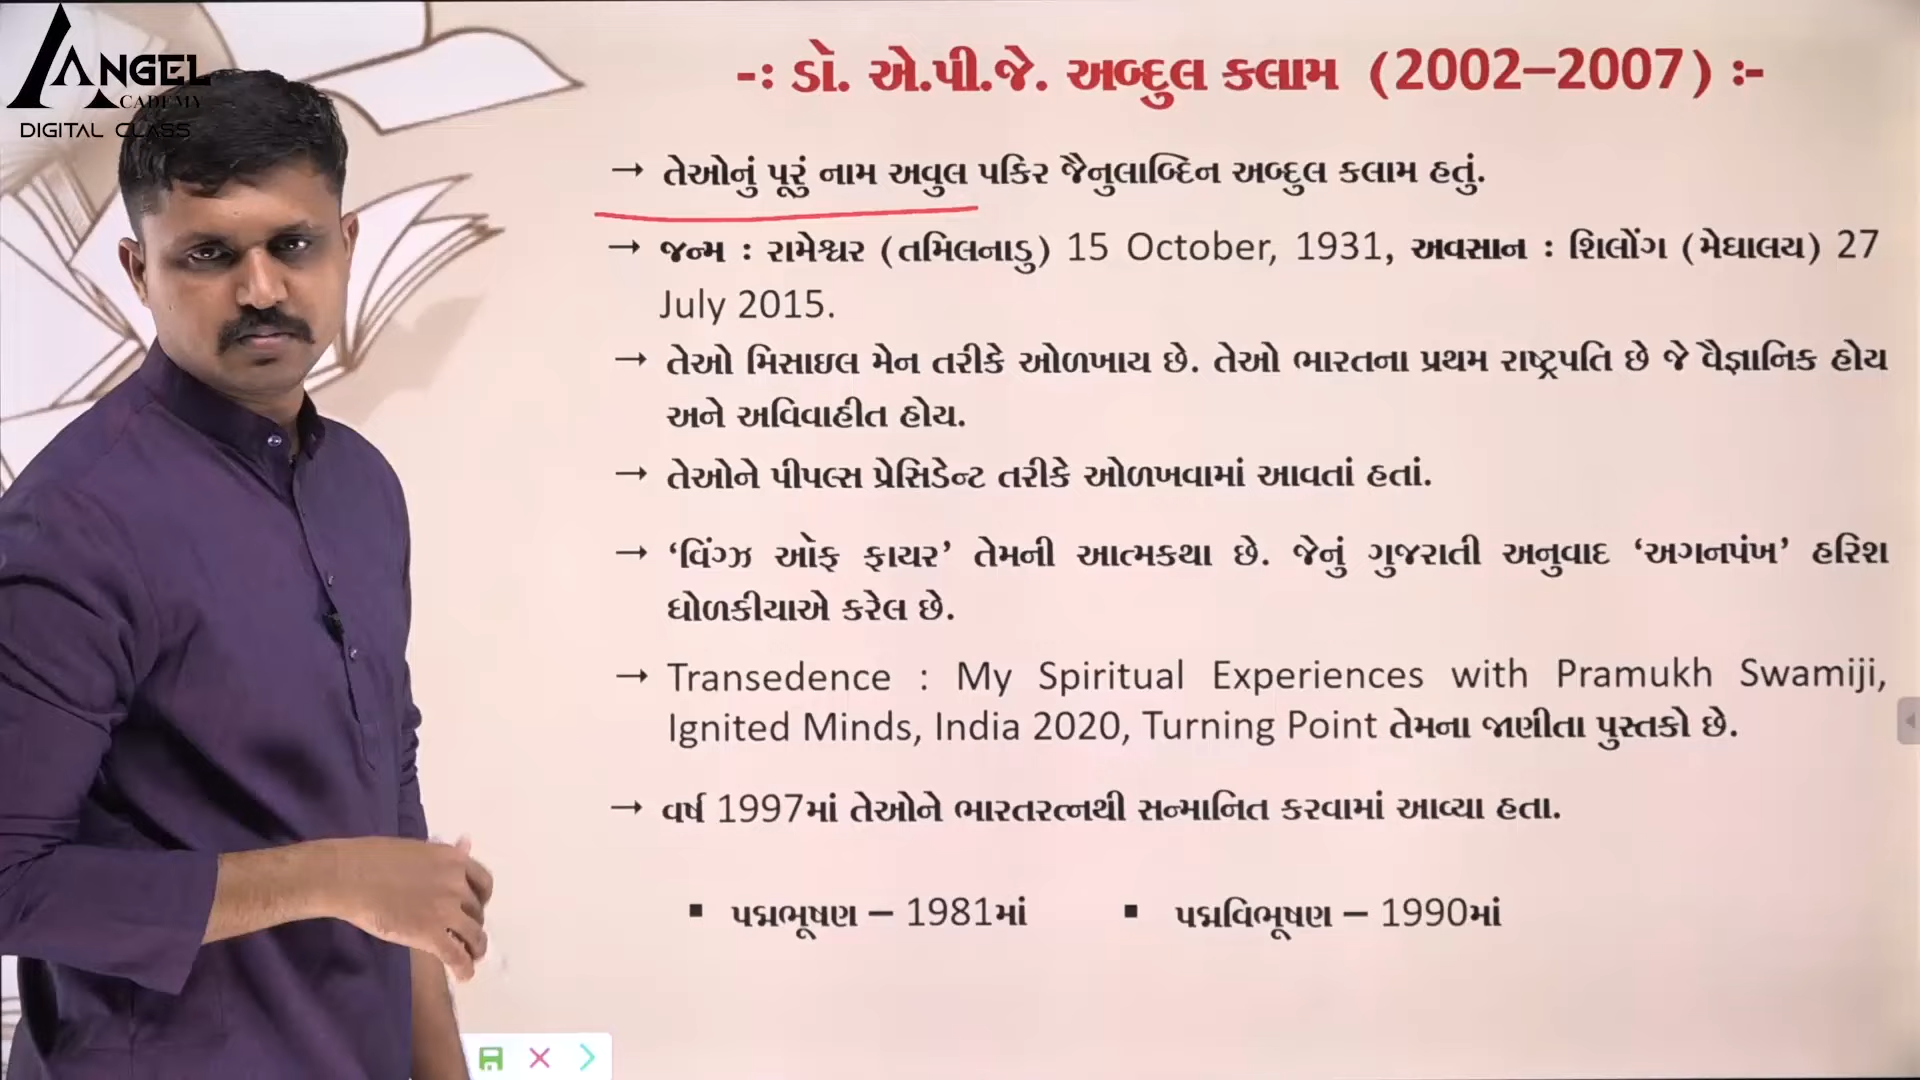 ANGEL
ACADEMY
DIGITAL CLASS
-: ડૉ. એ.પી.જે. અબ્દુલ કલામ (2002–2007) :-
→ તેઓનું પૂરું નામ અવુલ પકિર જૈનુલાબ્દિન અબ્દુલ કલામ હતું.
→ જન્મ : રામેશ્વર (તમિલનાડુ) 15 October, 1931, અવસાન : શિલોંગ (મેઘાલય) 27
July 2015.
→ તેઓ મિસાઇલ મેન તરીકે ઓળખાય છે. તેઓ ભારતના પ્રથમ રાષ્ટ્રપતિ છે જે વૈજ્ઞાનિક હોય
અને અવિવાહીત હોય.
→ તેઓને પીપલ્સ પ્રેસિડેન્ટ તરીકે ઓળખવામાં આવતાં હતાં.
→ ‘વિંગ્ઝ ઓફ ફાયર’ તેમની આત્મકથા છે. જેનું ગુજરાતી અનુવાદ ‘અગનપંખ’ હરિશ
ધોળકીયાએ કરેલ છે.
→ Transedence : My Spiritual Experiences with Pramukh Swamiji,
Ignited Minds, India 2020, Turning Point તેમના જાણીતા પુસ્તકો છે.
→ વર્ષ 1997માં તેઓને ભારતરત્નથી સન્માનિત કરવામાં આવ્યા હતા.
▪ પદ્મભૂષણ – 1981માં ▪ પદ્મવિભૂષણ – 1990માં